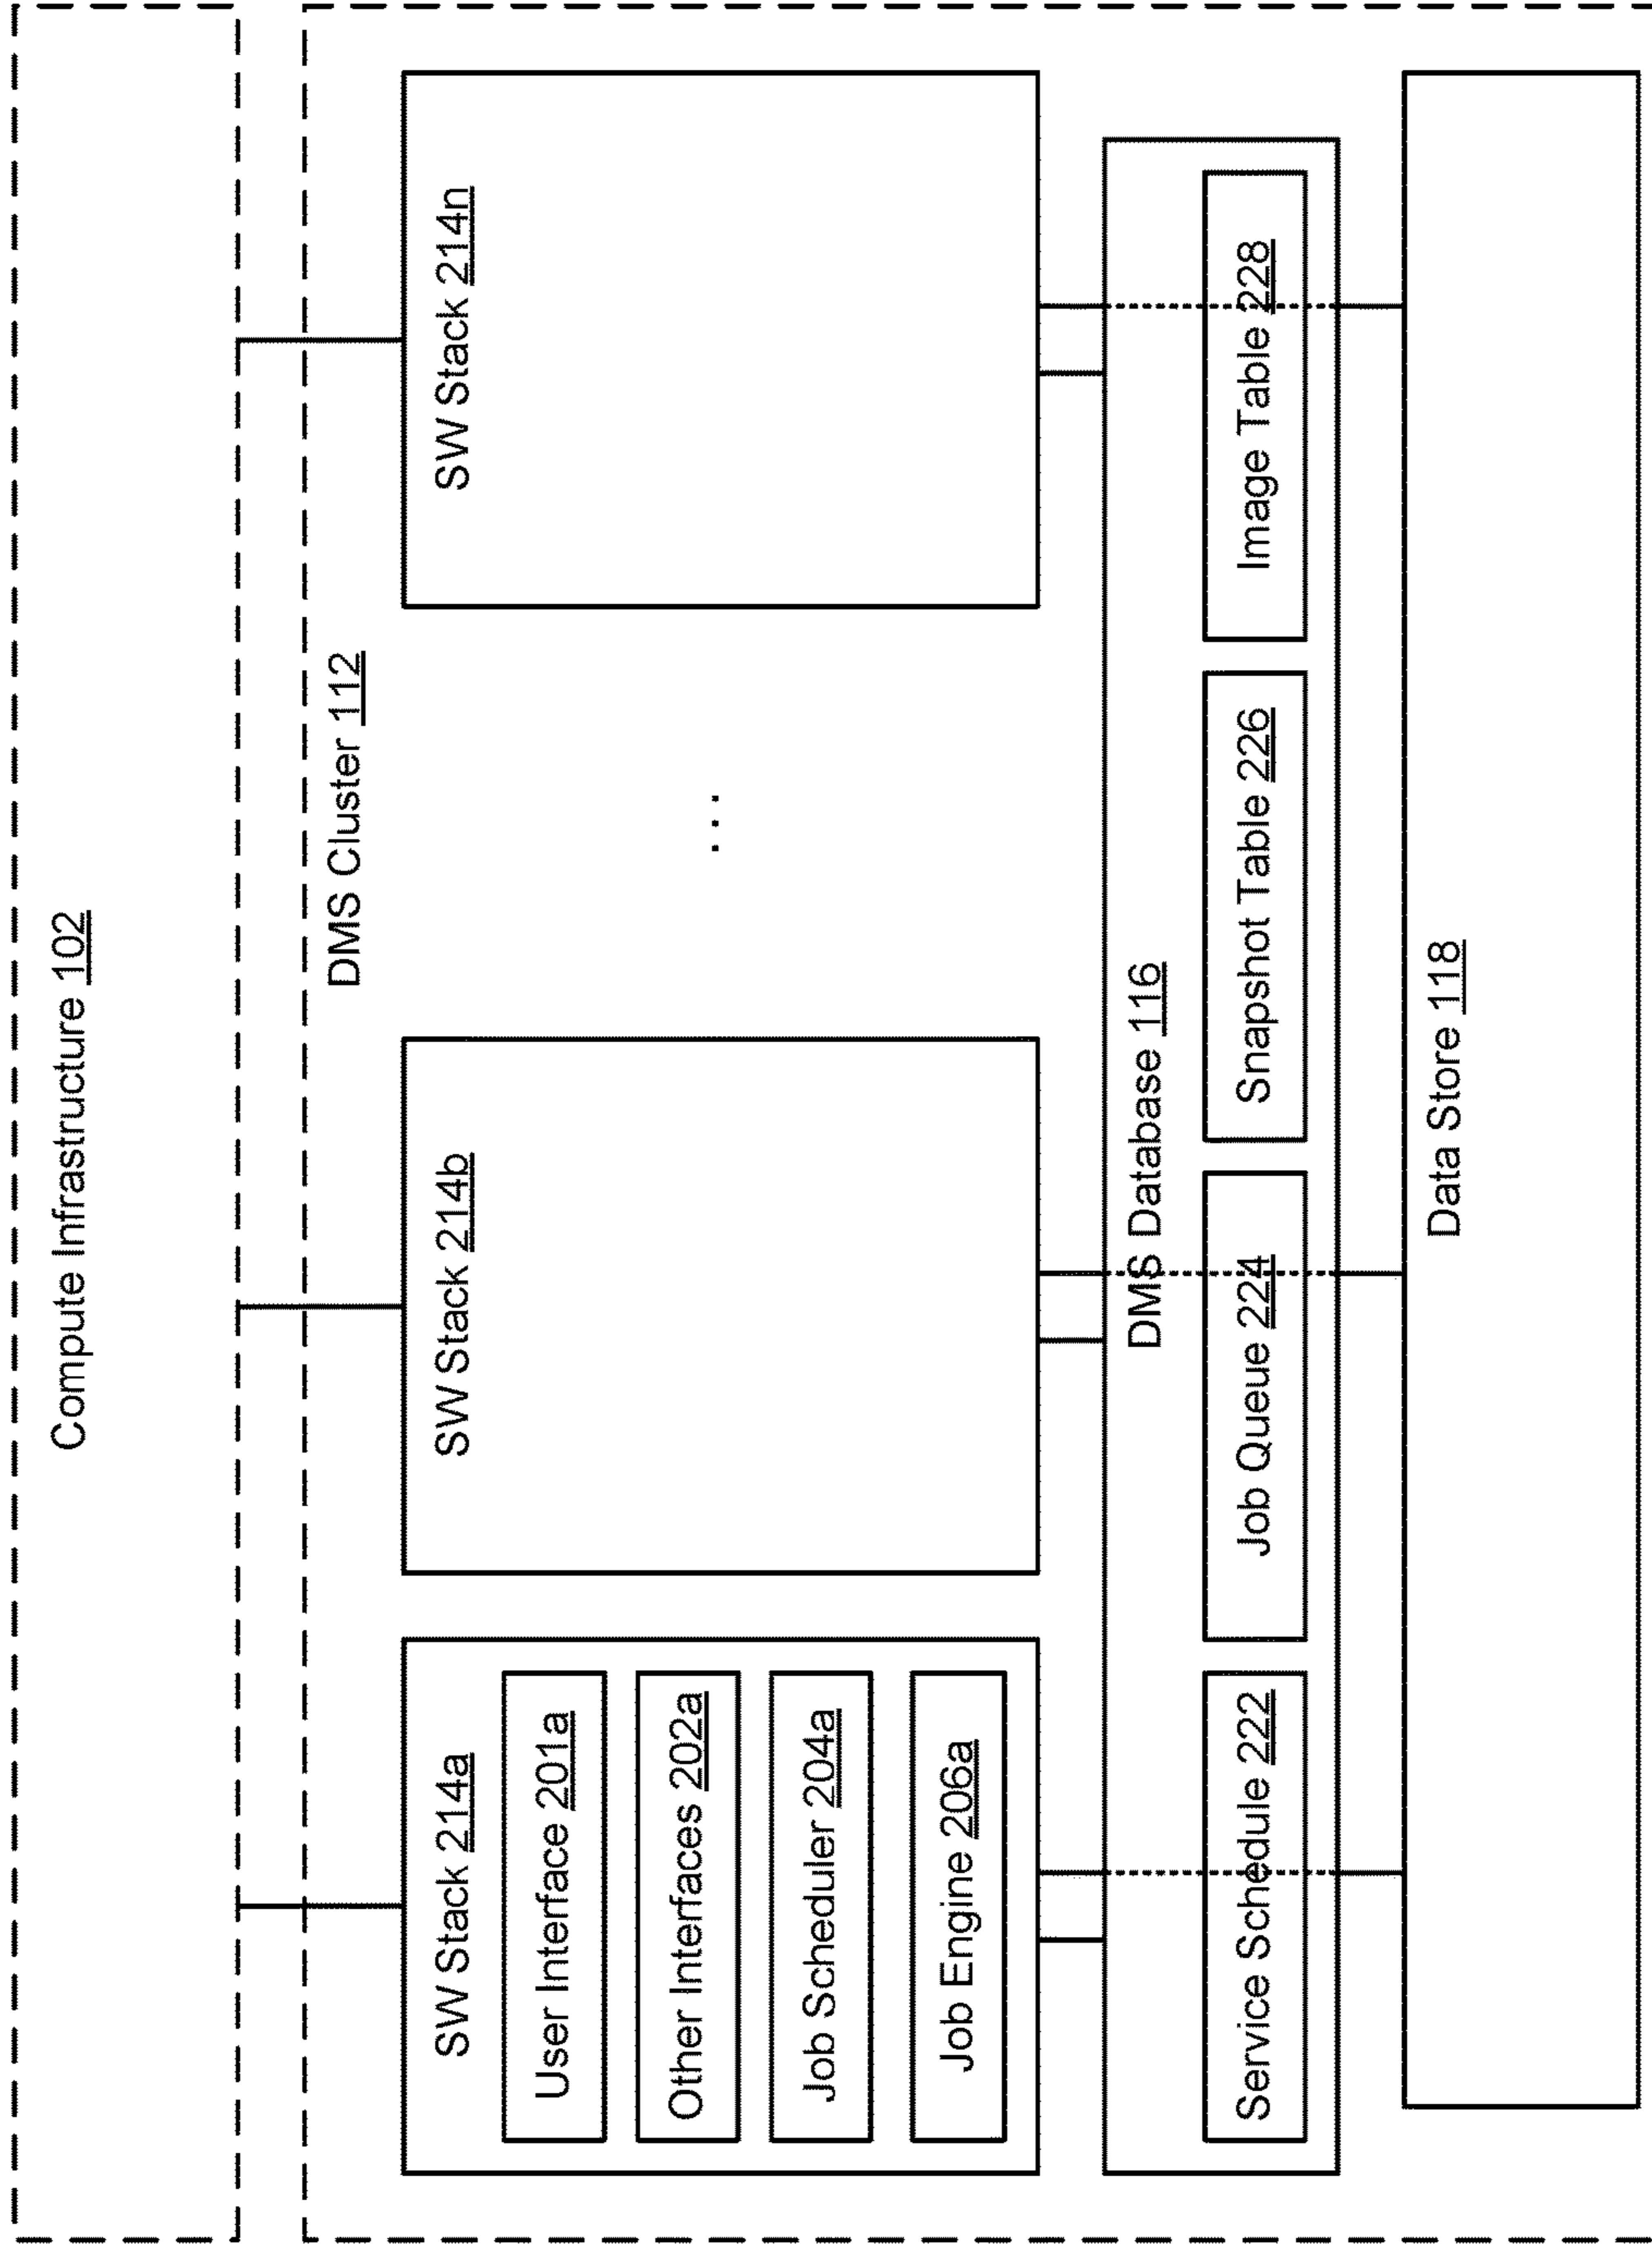 Compute Infrastructure 102
DMS Cluster 112
SW Stack 214a
User Interface 201a
Other Interfaces 202a
Job Scheduler 204a
Job Engine 206a
SW Stack 214b
...
SW Stack 214n
DMS Database 116
Service Schedule 222
Job Queue 224
Snapshot Table 226
Image Table 228
Data Store 118